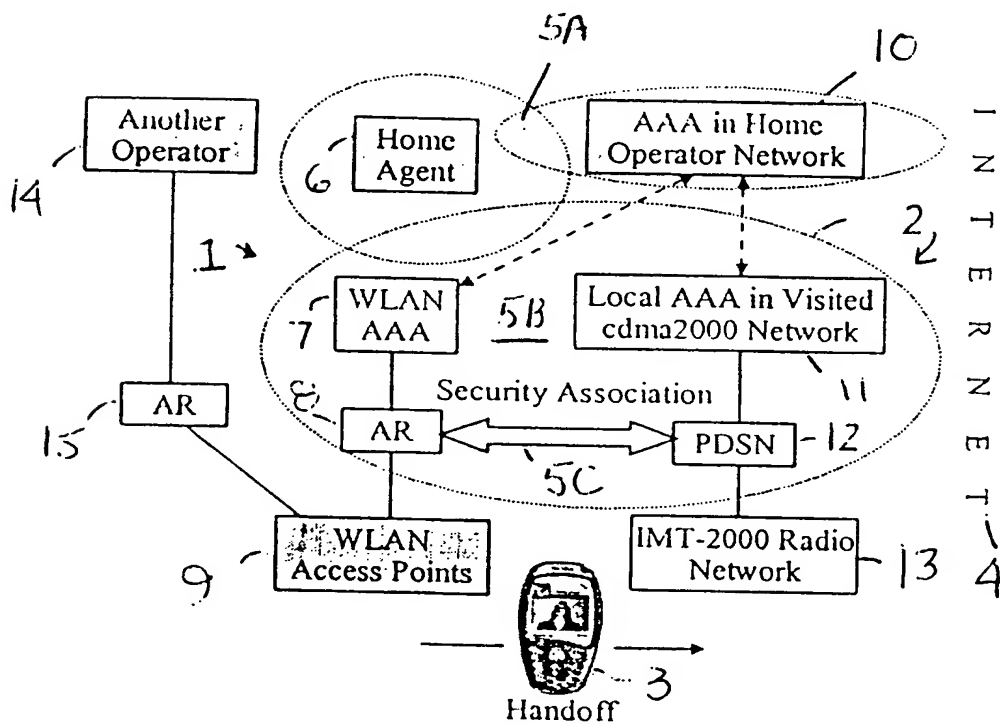 5A
10
Another
Operator
14
Home
Agent
6
AAA in Home
Operator Network
INTERNET
1
2
WLAN
AAA
7
5B
Local AAA in Visited
cdma2000 Network
11
Security Association
AR
15
AR
8
5C
PDSN
12
WLAN
Access Points
9
IMT-2000 Radio
Network
13
4
3
Handoff